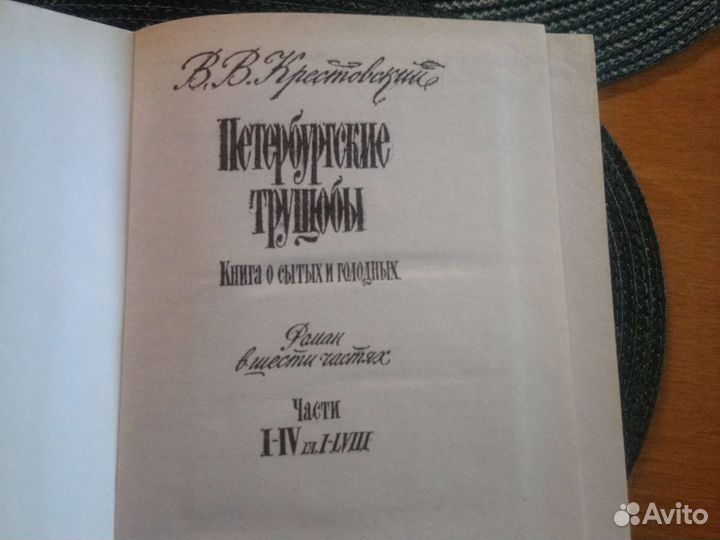 В.В.Крестовский
Петербургские
трущобы
Книга о сытых и голодных
Роман
в шести частях
Части
I-IV гл. I-LVIII
Avito